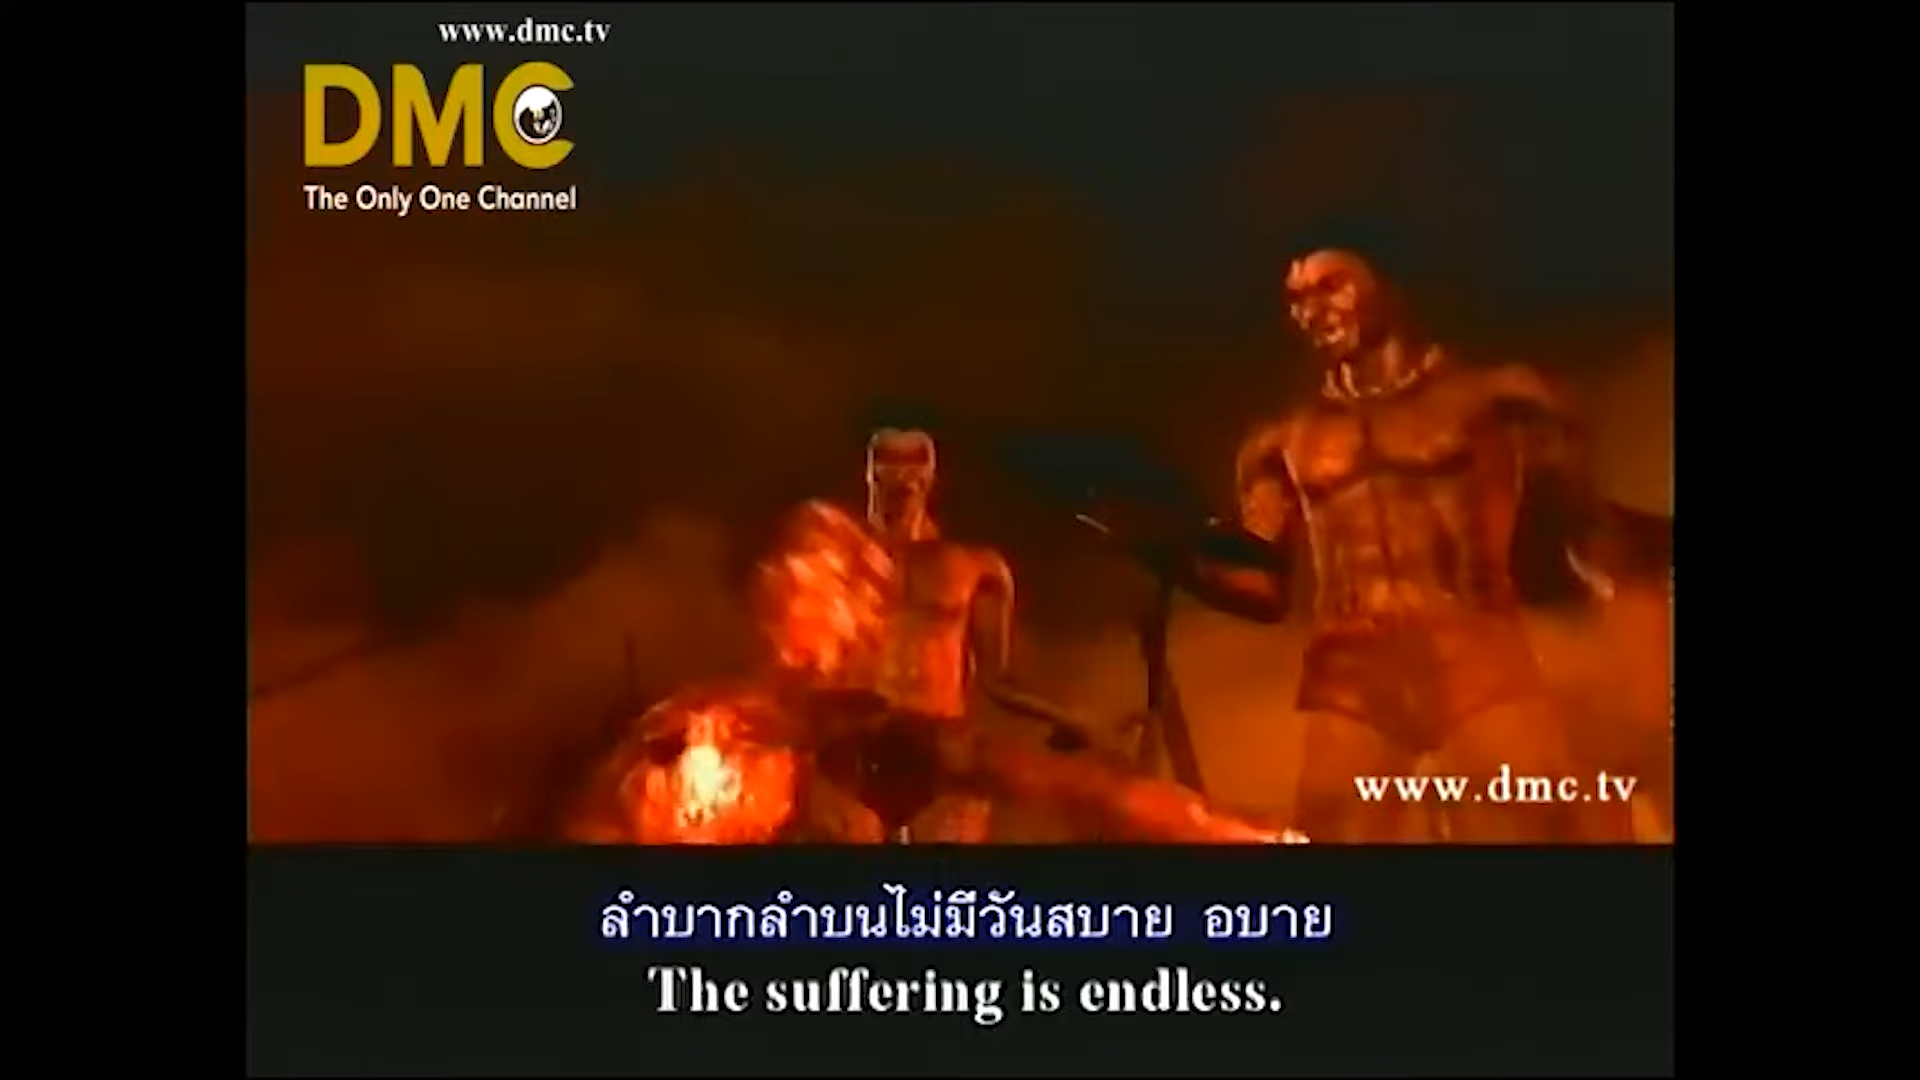 www.dmc.tv
DMC
The Only One Channel
www.dmc.tv
ลำบากลำบนไม่มีวันสบาย อบาย
The suffering is endless.